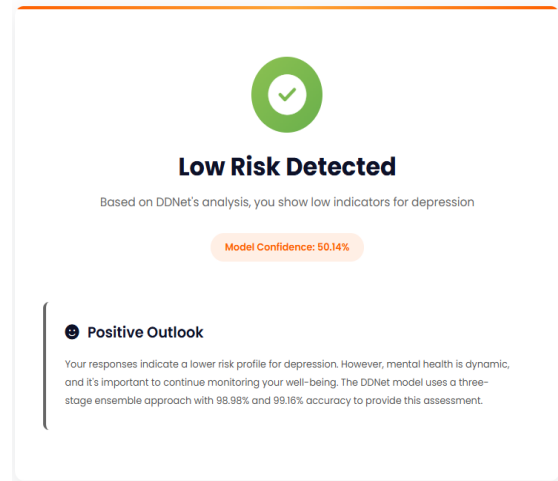 Low Risk Detected
Based on DDNet's analysis, you show low indicators for depression
Model Confidence: 50.14%
Positive Outlook
Your responses indicate a lower risk profile for depression. However, mental health is dynamic,
and it's important to continue monitoring your well-being. The DDNet model uses a three-
stage ensemble approach with 98.98% and 99.16% accuracy to provide this assessment.